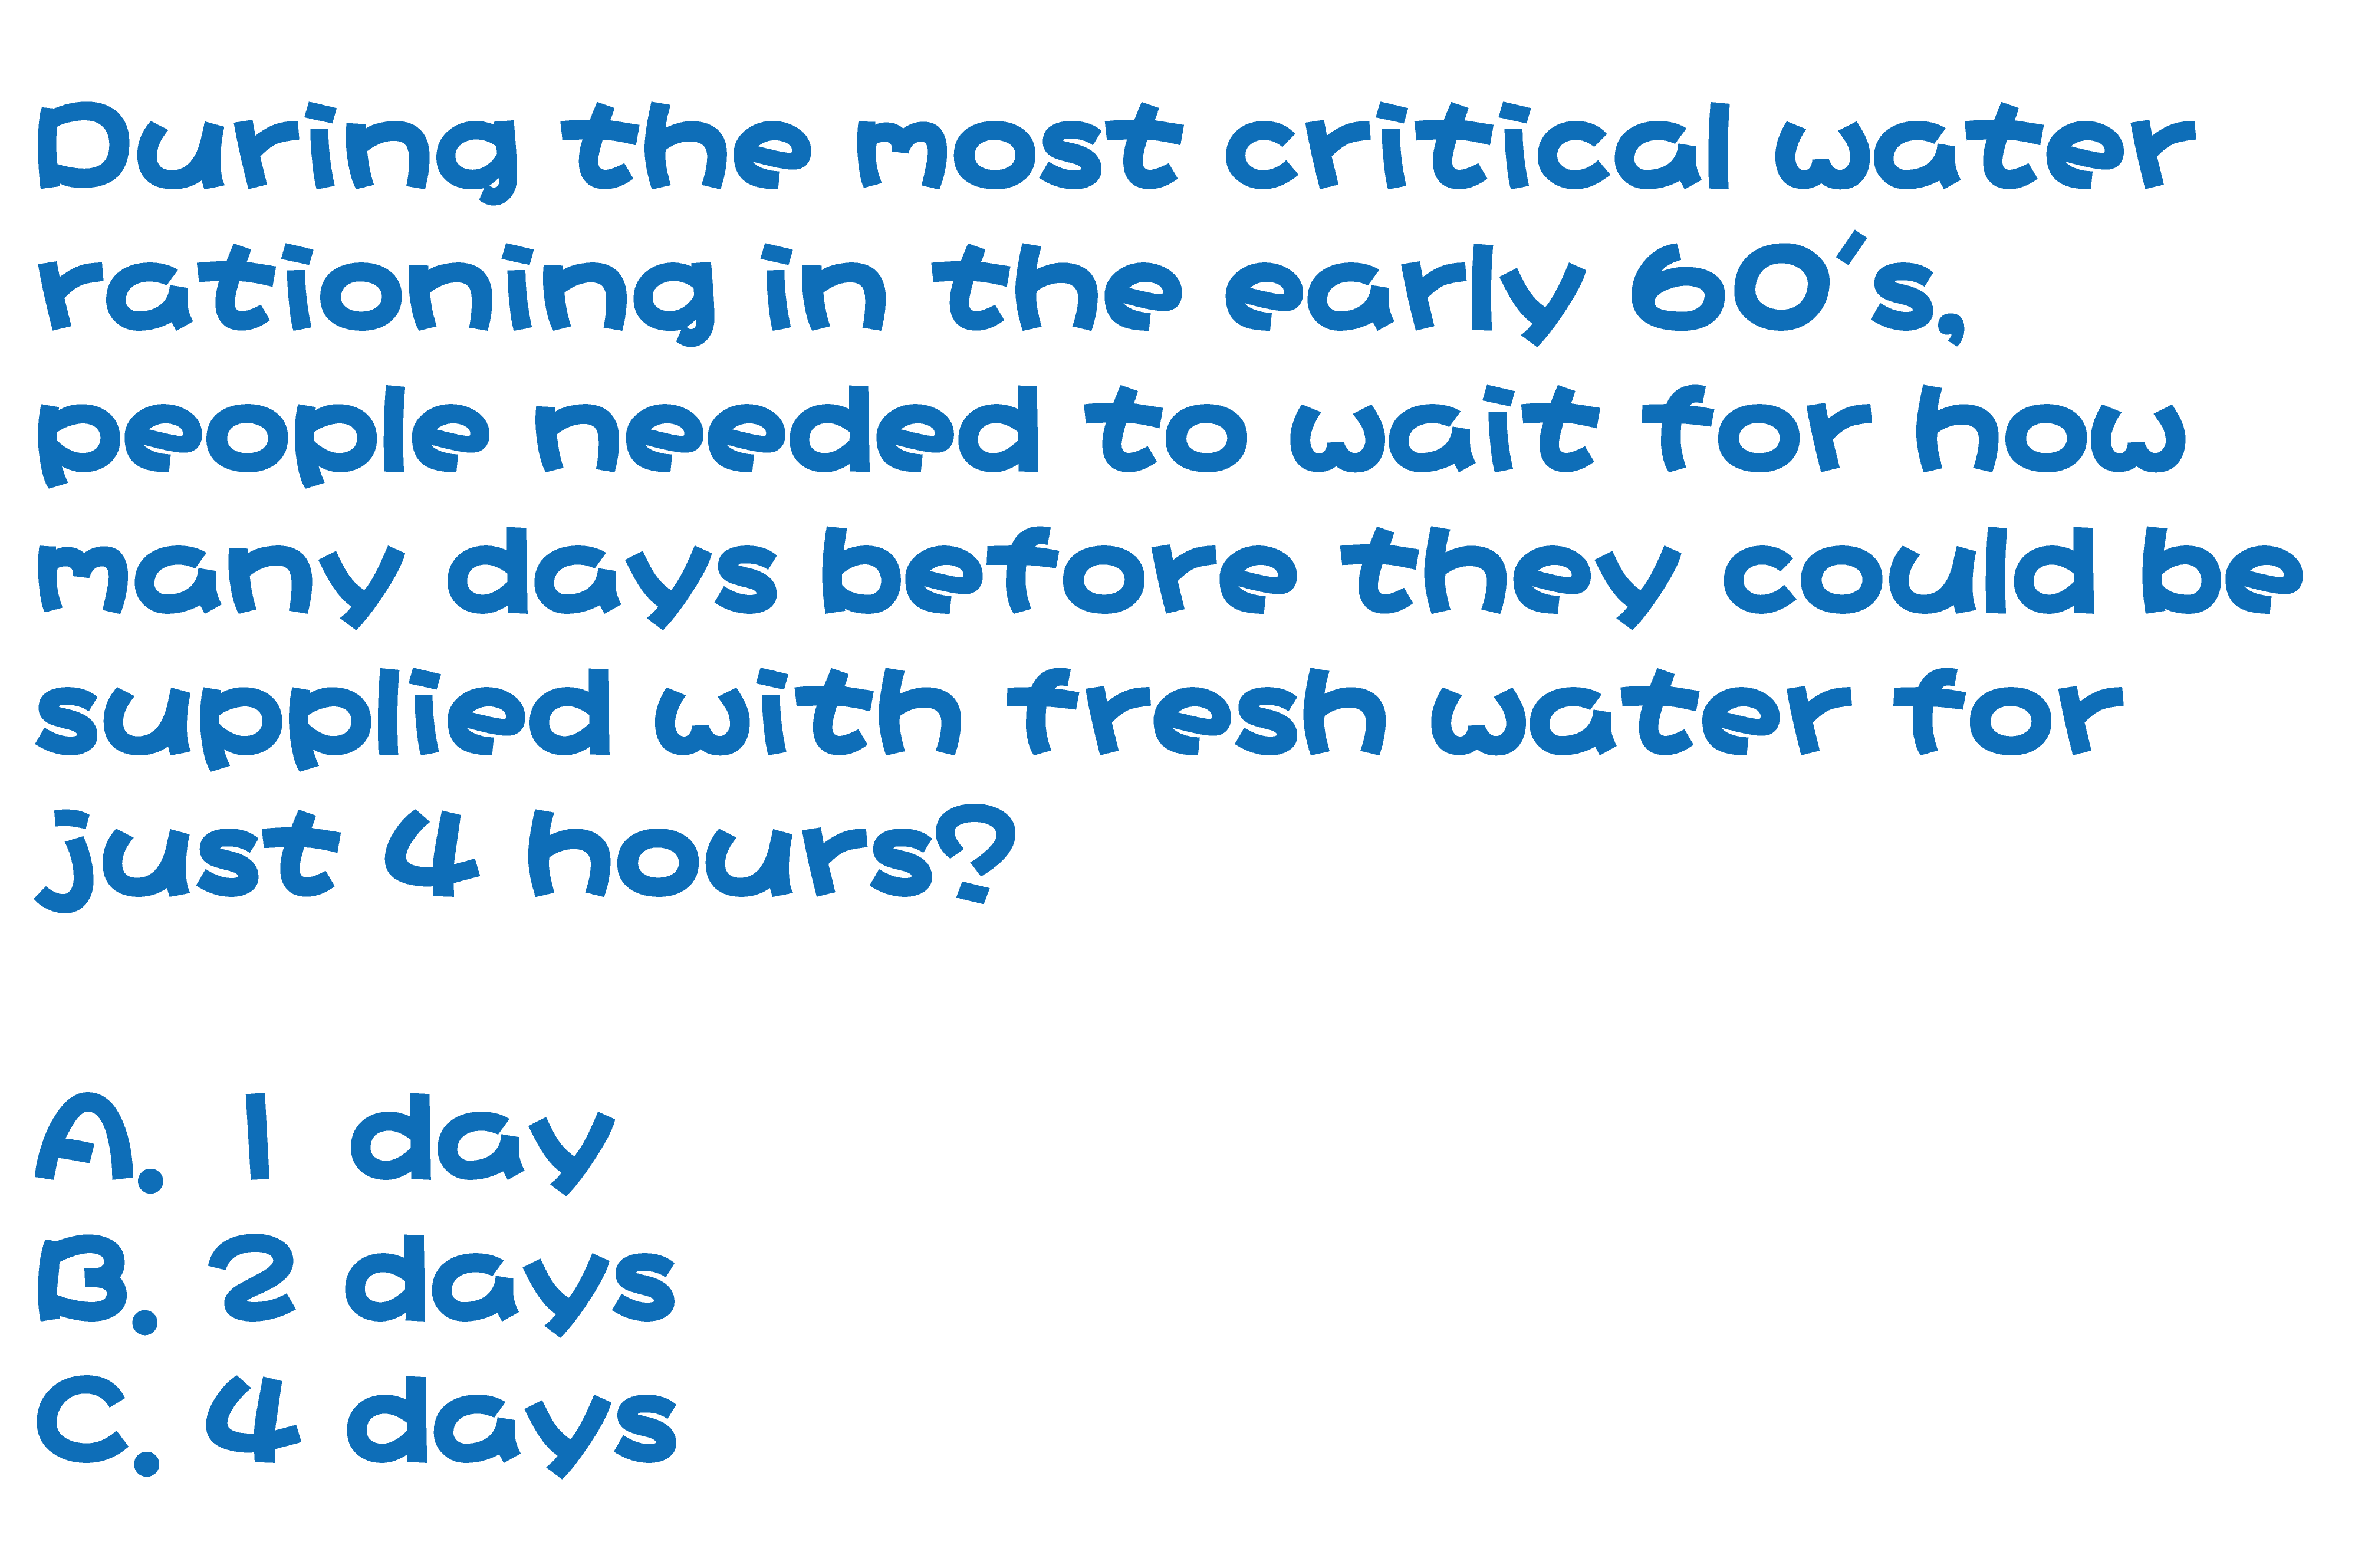 During the most critical water
rationing in the early 60's,
people needed to wait for how
many days before they could be
supplied with fresh water for
just 4 hours?
A. 1 day
B. 2 days
C. 4 days